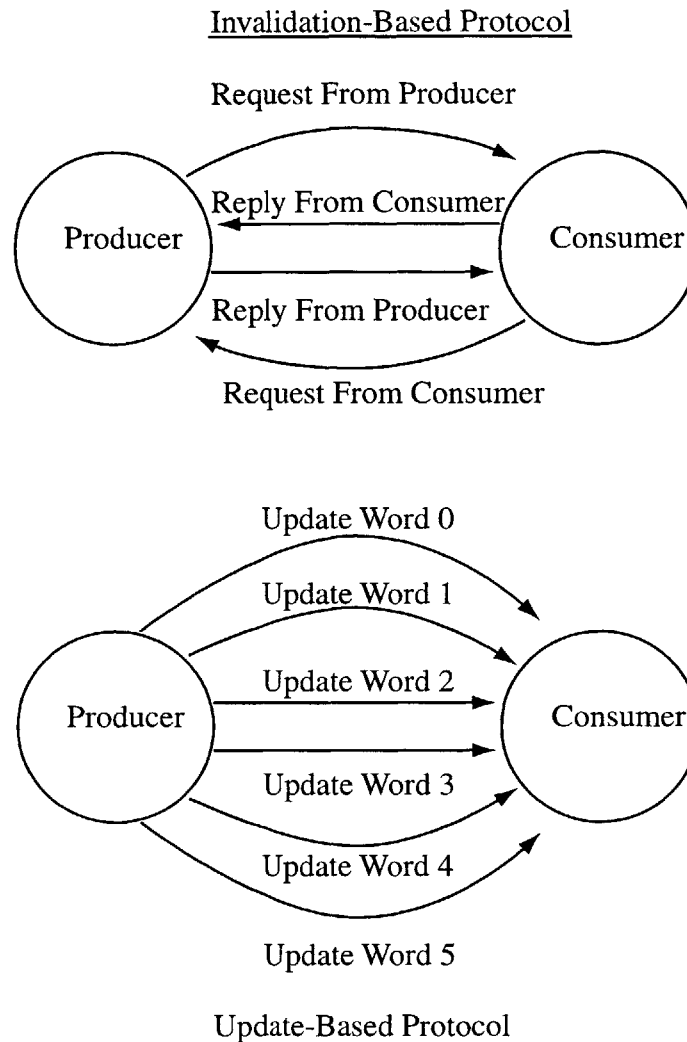 Invalidation-Based Protocol
Request From Producer
Reply From Consumer
Producer
Consumer
Reply From Producer
Request From Consumer
Update Word 0
Update Word 1
Update Word 2
Producer
Consumer
Update Word 3
Update Word 4
Update Word 5
Update-Based Protocol